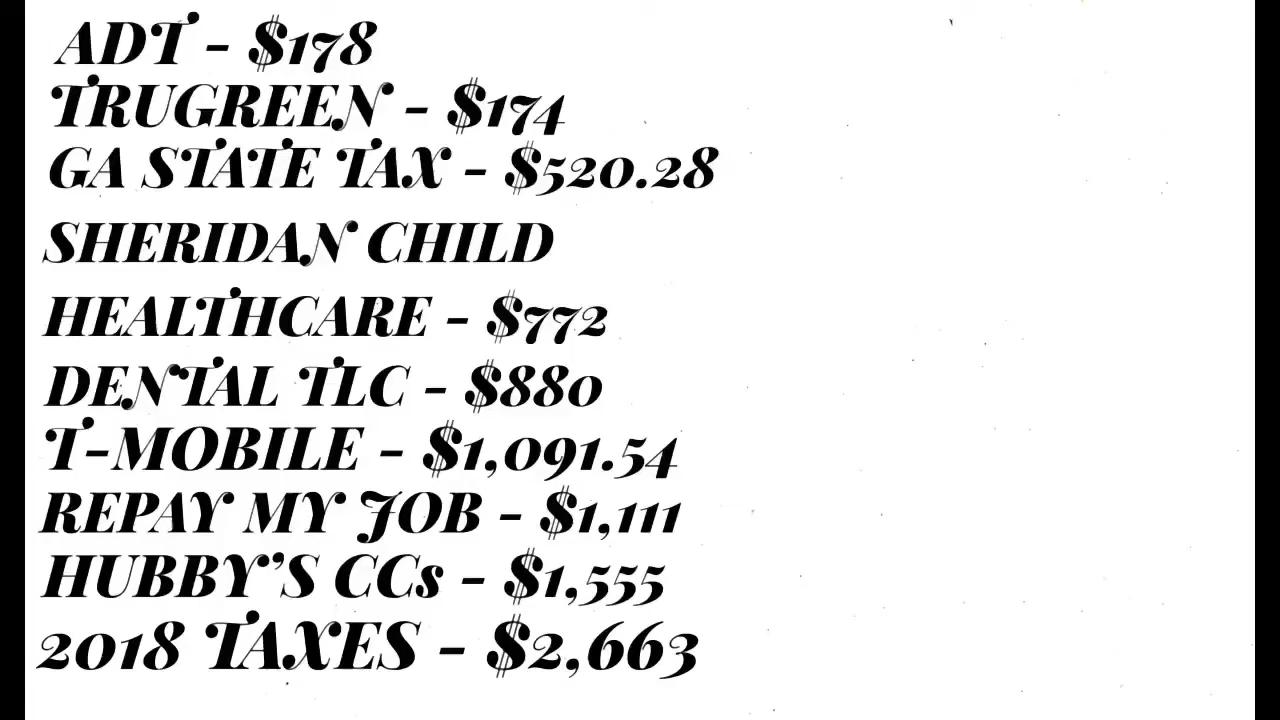 ADT - $178
TRUGREEN - $174
GA STATE TAX - $520.28
SHERIDAN CHILD
HEALTHCARE - $772
DENTAL TLC - $880
T-MOBILE - $1,091.54
REPAY MY JOB - $1,111
HUBBY'S CCs - $1,555
2018 TAXES - $2,663